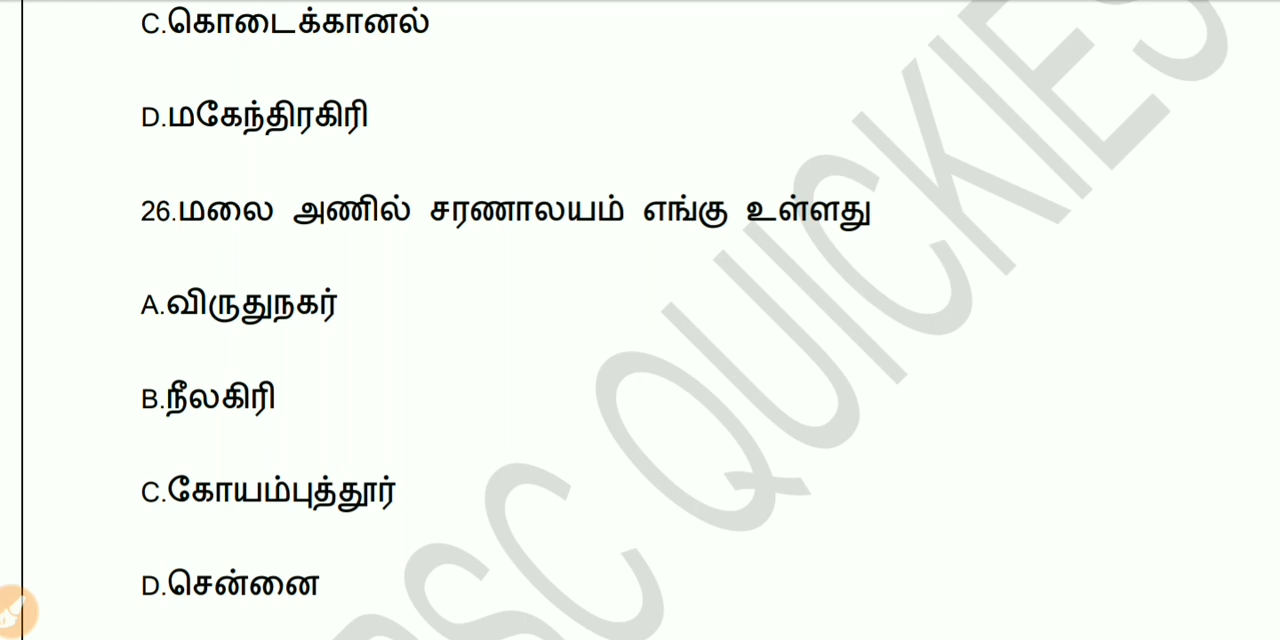 C.கொடைக்கானல்
D.மகேந்திரகிரி
26.மலை அணில் சரணாலயம் எங்கு உள்ளது
A.விருதுநகர்
B.நீலகிரி
C.கோயம்புத்தூர்
D.சென்னை
PSC QUICKIES